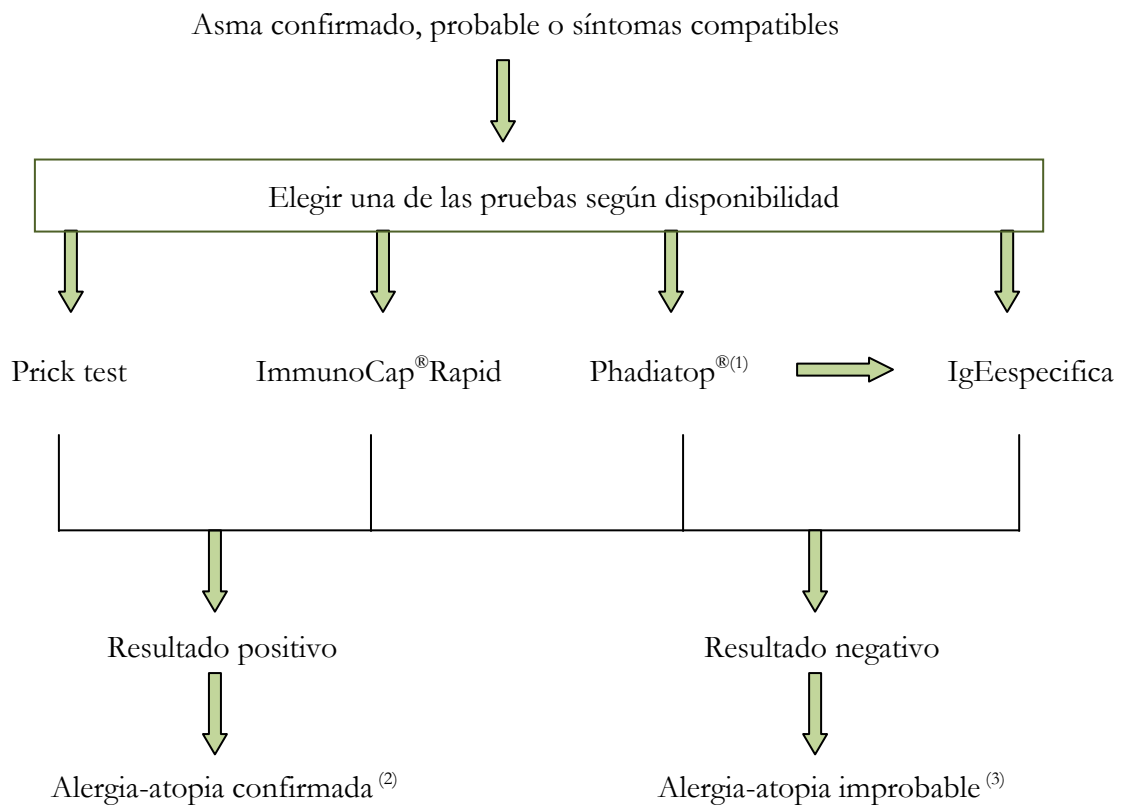 Asma confirmado, probable o síntomas compatibles
Elegir una de las pruebas según disponibilidad
Prick test ImmunoCap®Rapid Phadiatop®(1) IgEespecifica
Resultado positivo Resultado negativo
Alergia-atopia confirmada (2) Alergia-atopia improbable (3)